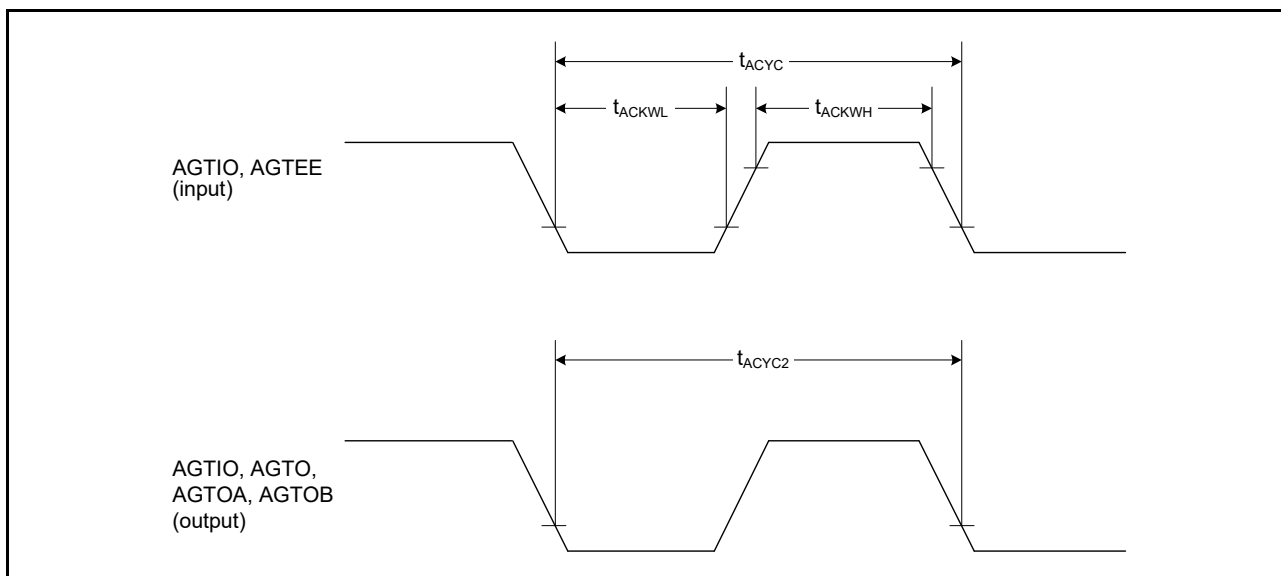 tACYC
tACKWL
tACKWH
AGTIO, AGTEE
(input)
tACYC2
AGTIO, AGTO,
AGTOA, AGTOB
(output)